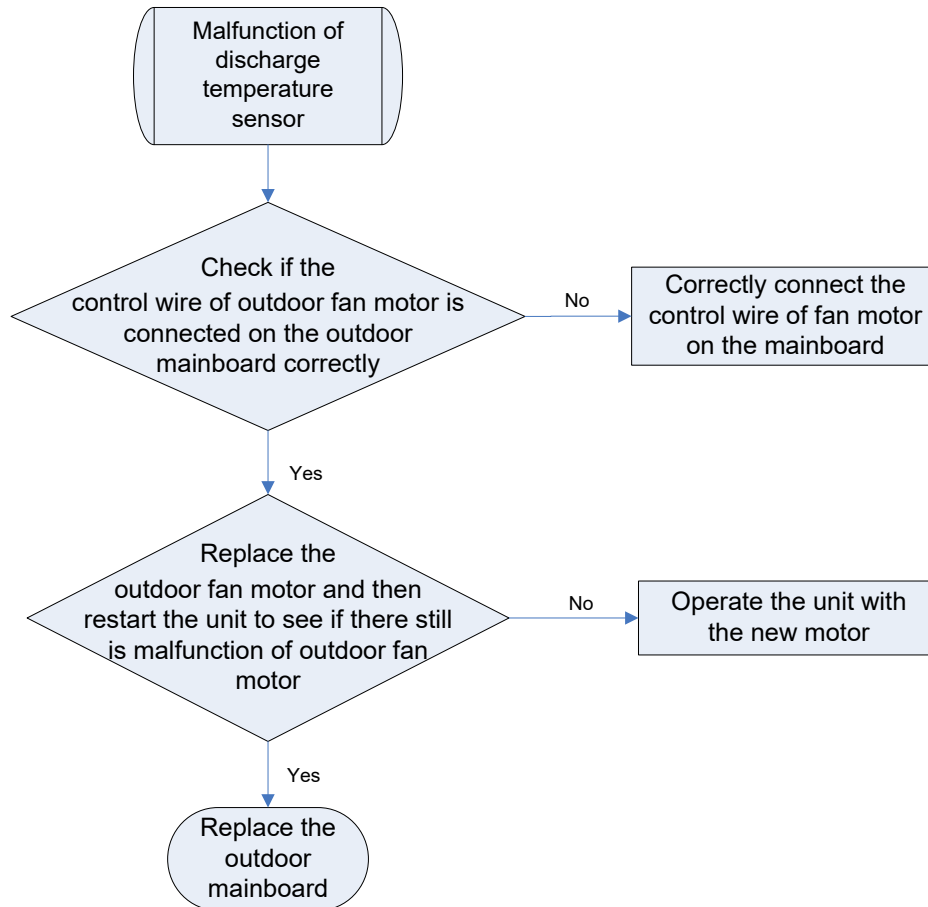 Malfunction of
discharge
temperature
sensor
Check if the
control wire of outdoor fan motor is
connected on the outdoor
mainboard correctly
No
Correctly connect the
control wire of fan motor
on the mainboard
Yes
Replace the
outdoor fan motor and then
restart the unit to see if there still
is malfunction of outdoor fan
motor
No
Operate the unit with
the new motor
Yes
Replace the
outdoor
mainboard